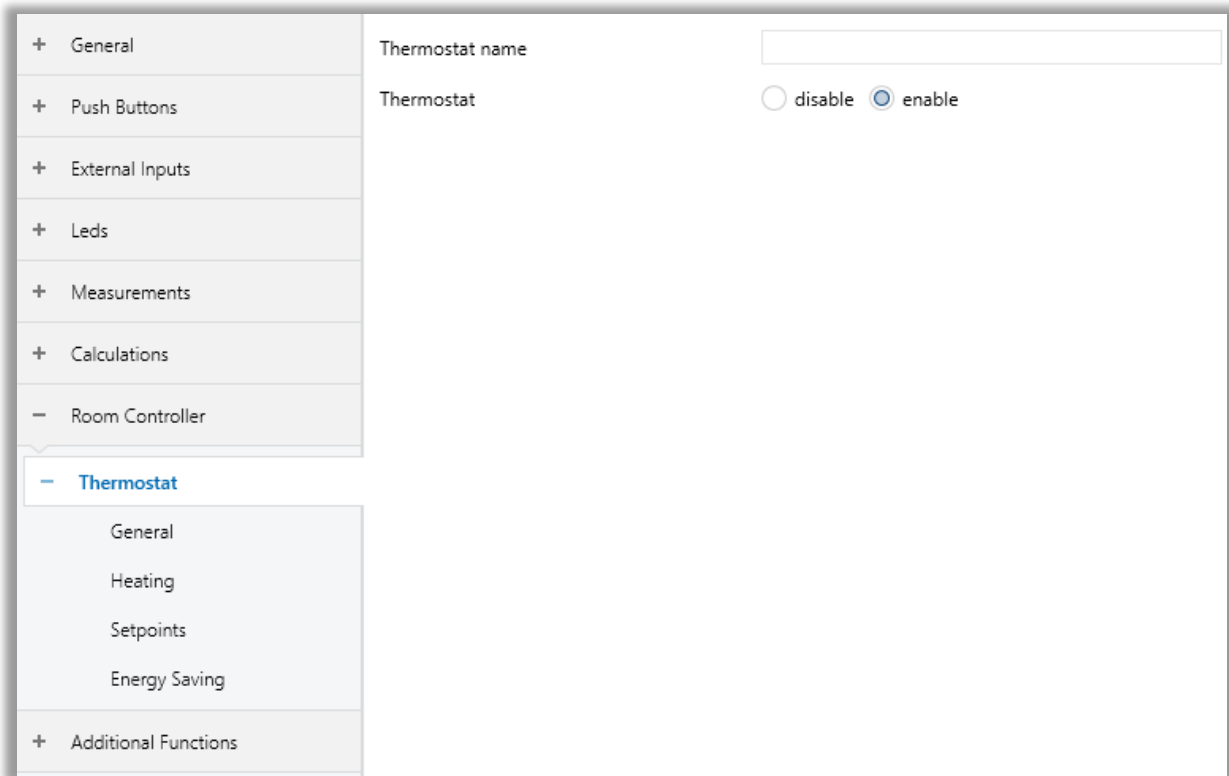 General
Push Buttons
External Inputs
Leds
Measurements
Calculations
Room Controller
Thermostat
General
Heating
Setpoints
Energy Saving
Additional Functions
Thermostat name
Thermostat disable enable